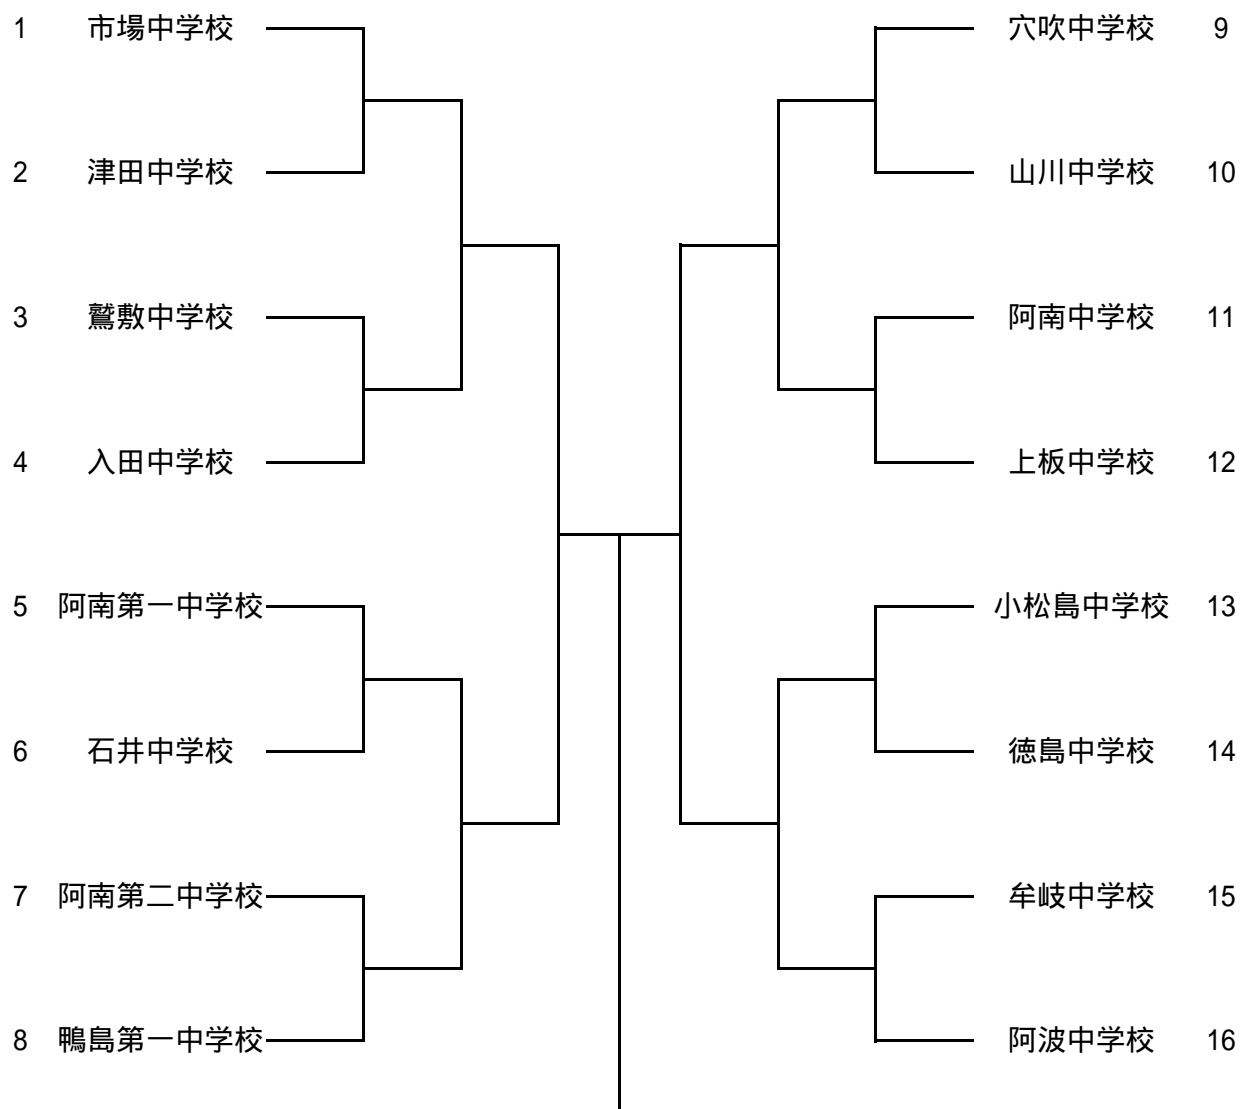 1 市場中学校
2 津田中学校
3 鷲敷中学校
4 入田中学校
5 阿南第一中学校
6 石井中学校
7 阿南第二中学校
8 鴨島第一中学校
穴吹中学校 9
山川中学校 10
阿南中学校 11
上板中学校 12
小松島中学校 13
徳島中学校 14
牟岐中学校 15
阿波中学校 16